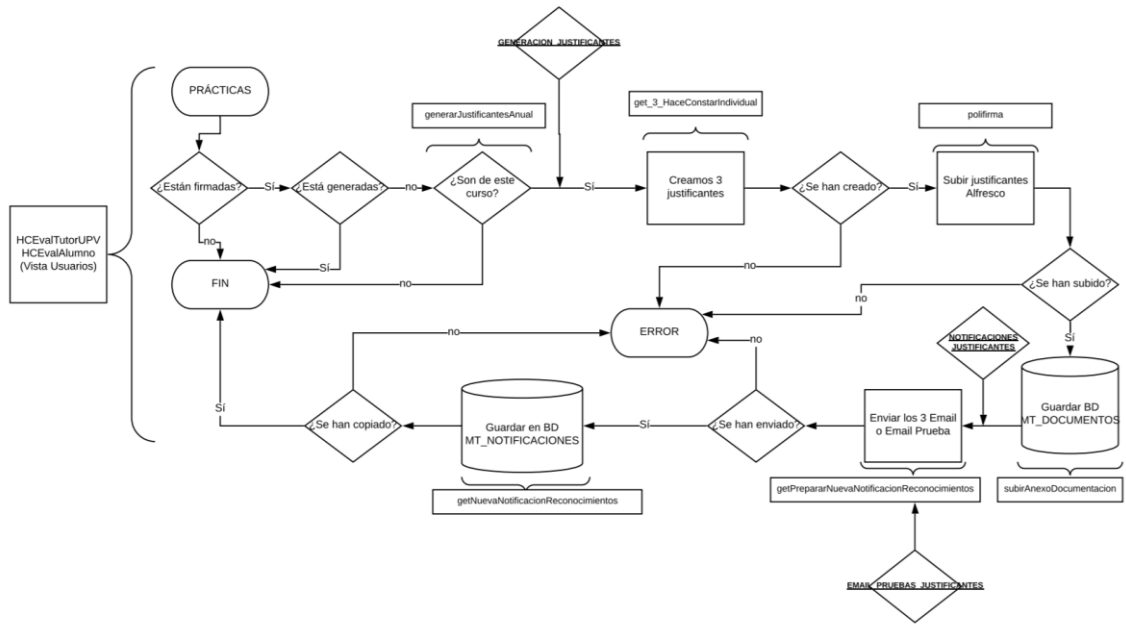 GENERACION_JUSTIFICANTES
PRÁCTICAS
generarJustificantesAnual
get_3_HaceConstarIndividual
polifirma
¿Están firmadas?
Sí
¿Está generadas?
no
¿Son de este
curso?
Sí
Creamos 3
justificantes
¿Se han creado?
Sí
Subir justificantes
Alfresco
HCEvalTutorUPV
HCEvalAlumno
(Vista Usuarios)
no
Sí
no
FIN
no
no
¿Se han subido?
ERROR
no
no
NOTIFICACIONES
JUSTIFICANTES
Sí
Sí
¿Se han copiado?
Guardar en BD
MT_NOTIFICACIONES
Sí
¿Se han enviado?
Enviar los 3 Email
o Email Prueba
Guardar BD
MT_DOCUMENTOS
getNuevaNotificacionReconocimientos
getPrepararNuevaNotificacionReconocimientos
subirAnexoDocumentacion
EMAIL_PRUEBAS_JUSTIFICANTES